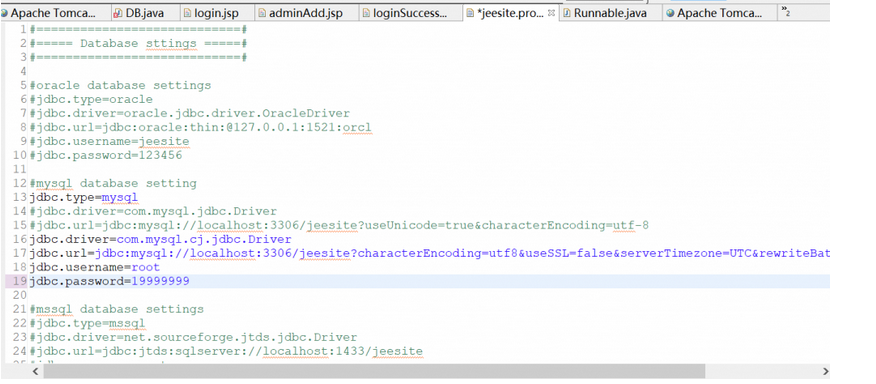 Apache Tomca... DB.java login.jsp adminAdd.jsp loginSuccess... *jeesite.pro... Runnable.java Apache Tomca... »2
1 #============================#
2 #===== Database sttings =====#
3 #============================#
4
5 #oracle database settings
6 #jdbc.type=oracle
7 #jdbc.driver=oracle.jdbc.driver.OracleDriver
8 #jdbc.url=jdbc:oracle:thin:@127.0.0.1:1521:orcl
9 #jdbc.username=jeesite
10 #jdbc.password=123456
11
12 #mysql database setting
13 jdbc.type=mysql
14 #jdbc.driver=com.mysql.jdbc.Driver
15 #jdbc.url=jdbc:mysql://localhost:3306/jeesite?useUnicode=true&characterEncoding=utf-8
16 jdbc.driver=com.mysql.cj.jdbc.Driver
17 jdbc.url=jdbc:mysql://localhost:3306/jeesite?characterEncoding=utf8&useSSL=false&serverTimezone=UTC&rewriteBat
18 jdbc.username=root
19 jdbc.password=19999999
20
21 #mssql database settings
22 #jdbc.type=mssql
23 #jdbc.driver=net.sourceforge.jtds.jdbc.Driver
24 #jdbc.url=jdbc:jtds:sqlserver://localhost:1433/jeesite